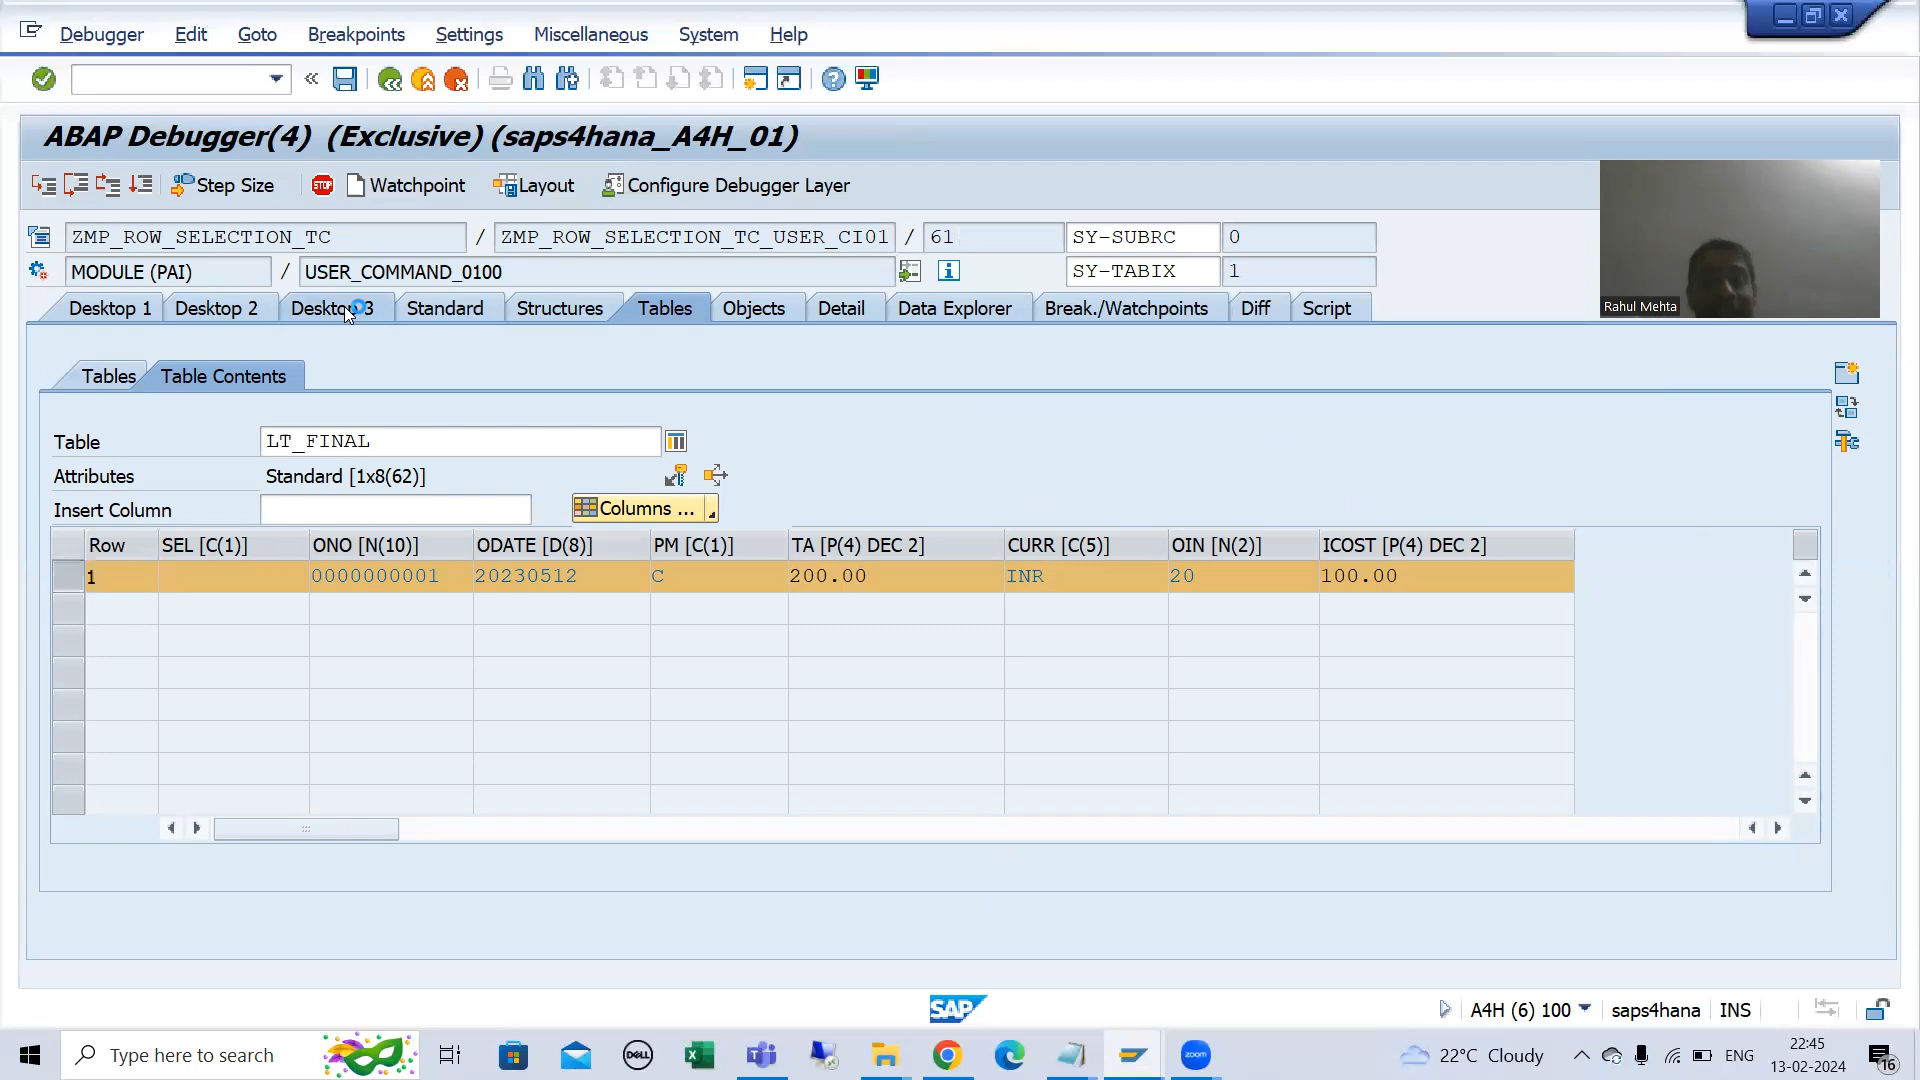 Debugger Edit Goto Breakpoints Settings Miscellaneous System Help
ABAP Debugger(4) (Exclusive) (saps4hana_A4H_01)
Step Size STOP Watchpoint Layout Configure Debugger Layer
ZMP_ROW_SELECTION_TC / ZMP_ROW_SELECTION_TC_USER_CI01 / 61 SY-SUBRC 0
MODULE (PAI) / USER_COMMAND_0100 SY-TABIX 1
Rahul Mehta
Desktop 1 Desktop 2 Desktop 3 Standard Structures Tables Objects Detail Data Explorer Break./Watchpoints Diff Script
Tables Table Contents
Table LT_FINAL
Attributes Standard [1x8(62)]
Insert Column Columns ...
Row SEL [C(1)] ONO [N(10)] ODATE [D(8)] PM [C(1)] TA [P(4) DEC 2] CURR [C(5)] OIN [N(2)] ICOST [P(4) DEC 2]
1 0000000001 20230512 C 200.00 INR 20 100.00
SAP A4H (6) 100 saps4hana INS
Type here to search DELL zoom 22°C Cloudy ENG 22:45
13-02-2024 16